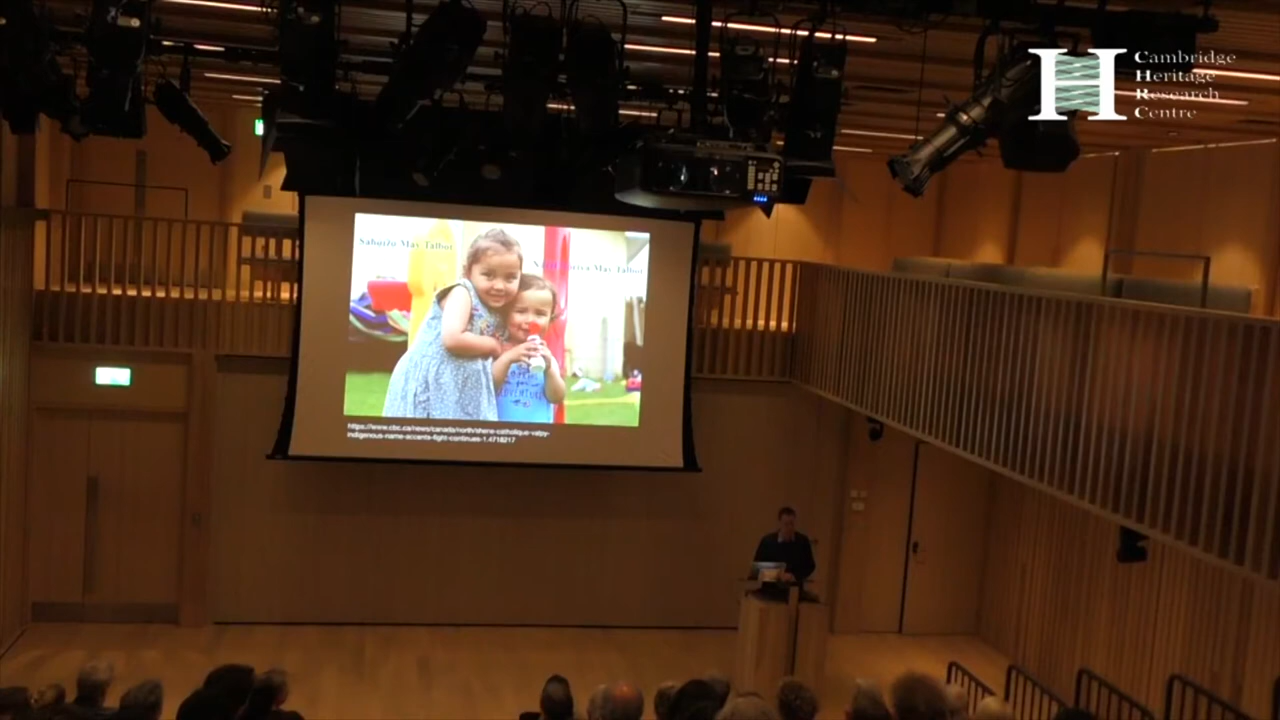 Cambridge
Heritage
Research
Centre
May Talbot
May Talbot
https://www.cbc.ca/news/canada/north/shene-catholique-valpy-
indigenous-name-accents-fight-continues-1.4718217
ADVENTURE